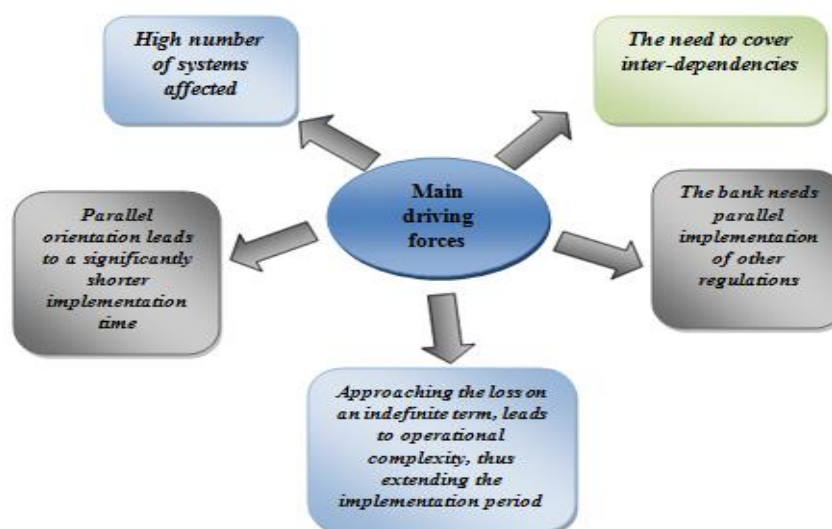 High number
of systems
affected
The need to cover
inter-dependencies
Main
driving
forces
Parallel
orientation leads
to a significantly
shorter
implementation
time
The bank needs
parallel
implementation
of other
regulations
Approaching the loss on
an indefinite term, leads
to operational
complexity, thus
extending the
implementation period